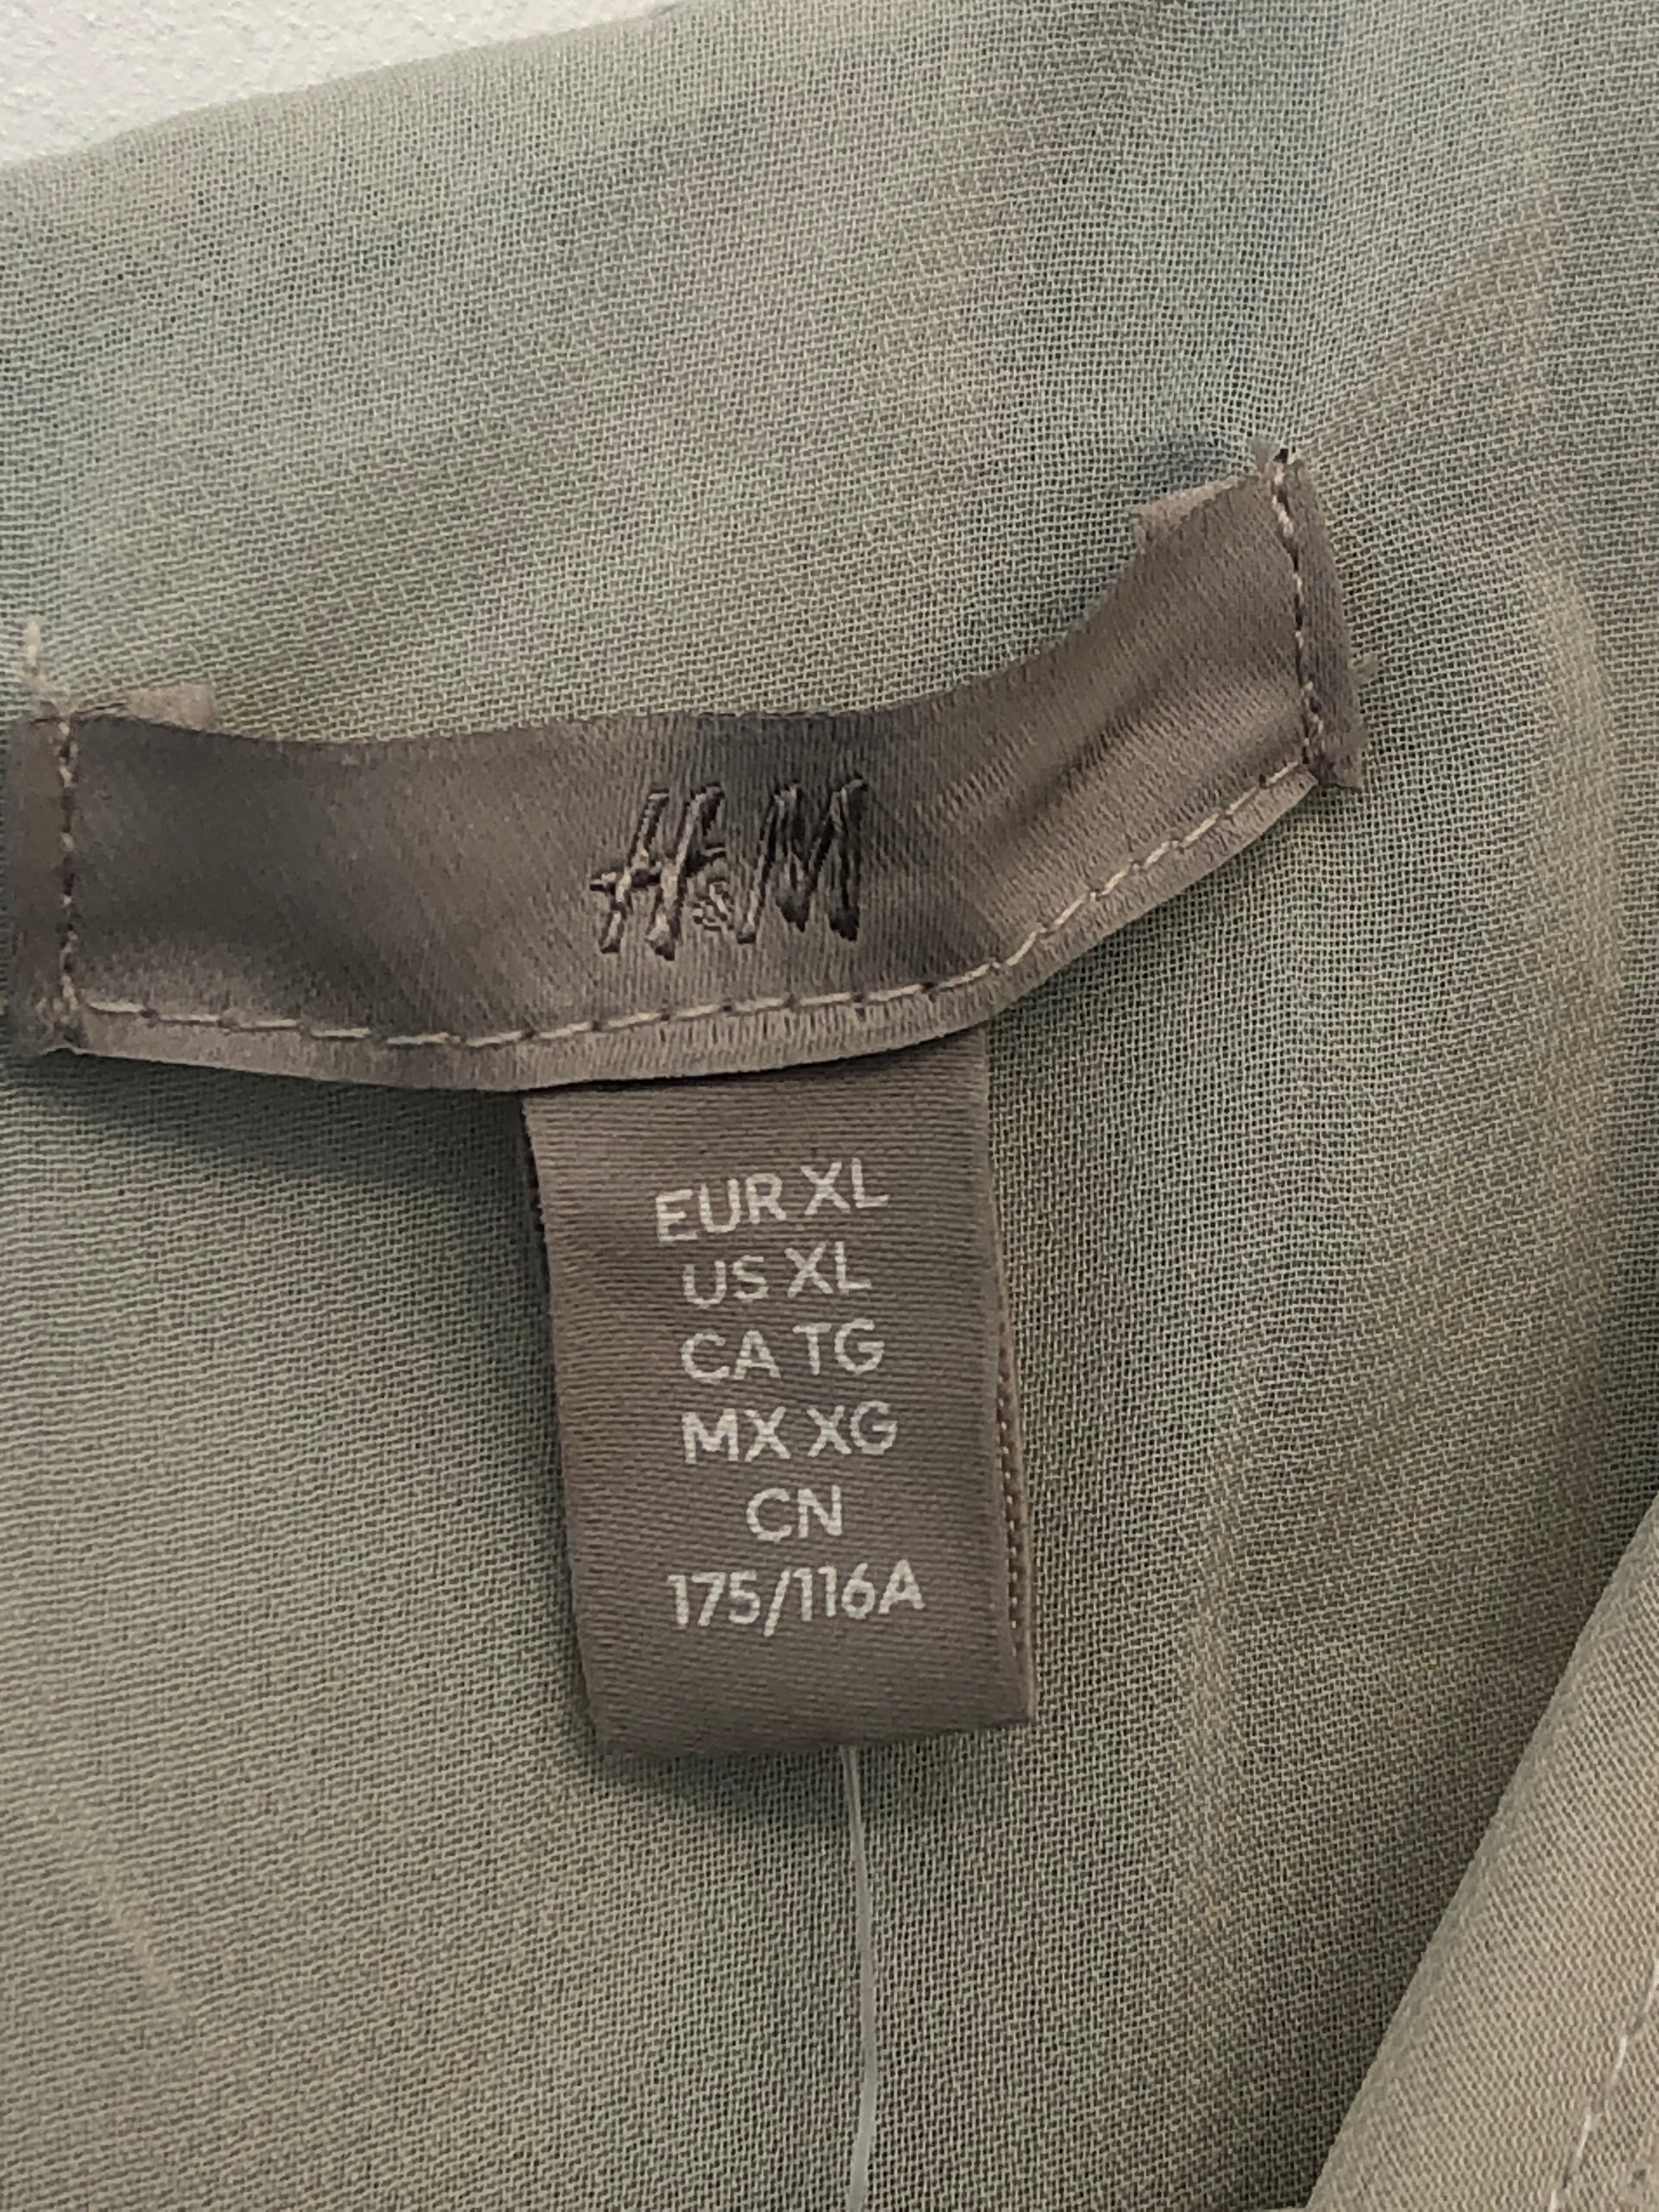 H&M
EUR XL
US XL
CA TG
MX XG
CN
175/116A